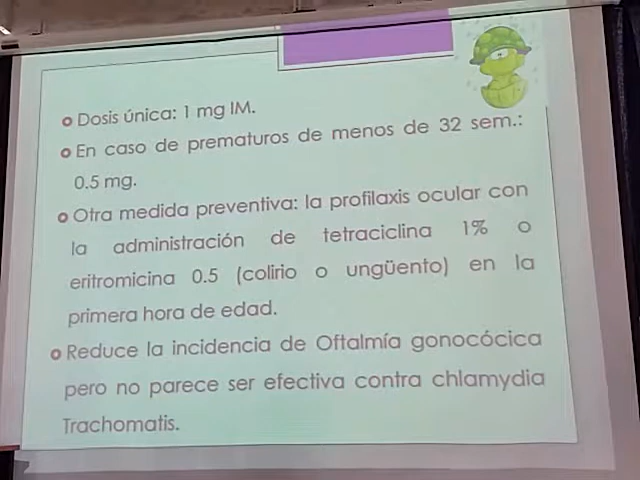 Dosis única: 1 mg IM.
En caso de prematuros de menos de 32 sem.:
0.5 mg.
Otra medida preventiva: la profilaxis ocular con
la administración de tetraciclina 1% o
eritromicina 0.5 (colirio o ungüento) en la
primera hora de edad.
Reduce la incidencia de Oftalmía gonocócica
pero no parece ser efectiva contra chlamydia
Trachomatis.